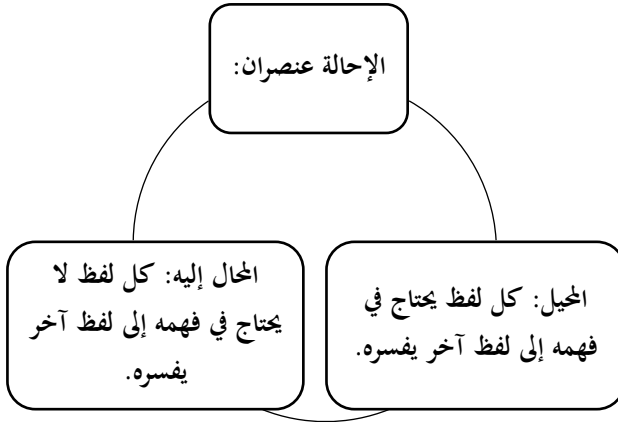 الإحالة عنصران:
المحيل: كل لفظ يحتاج في
فهمه إلى لفظ آخر يفسره.
المحال إليه: كل لفظ لا
يحتاج في فهمه إلى لفظ آخر
يفسره.